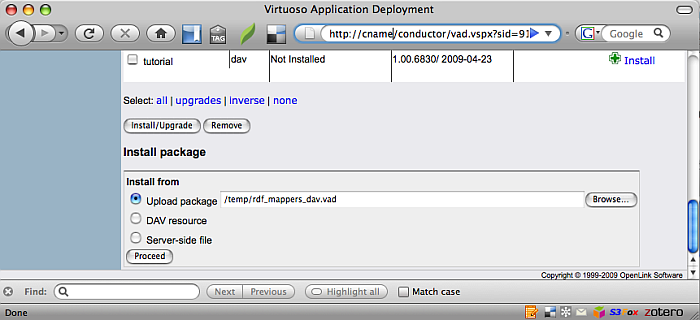 Virtuoso Application Deployment
TAG
http://cname/conductor/vad.vspx?sid=91
G
Google
tutorial dav Not Installed 1.00.6830/ 2009-04-23 Install
Select: all | upgrades | inverse | none
Install/Upgrade Remove
Install package
Install from
Upload package /temp/rdf_mappers_dav.vad Browse...
DAV resource
Server-side file
Proceed
Copyright © 1999-2009 OpenLink Software
Find: Next Previous Highlight all Match case
Done S3 zotero